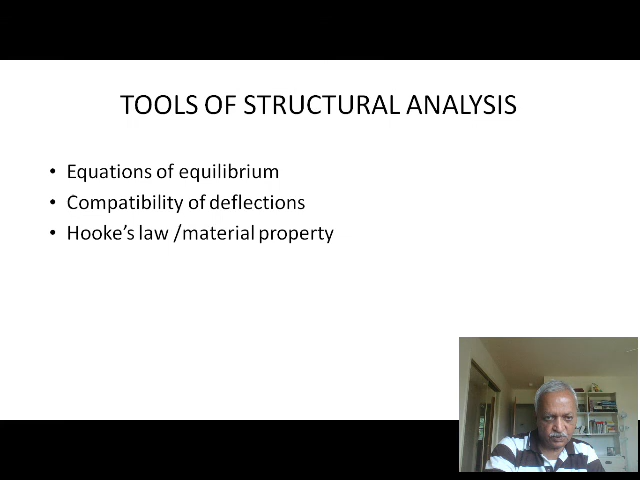 TOOLS OF STRUCTURAL ANALYSIS
• Equations of equilibrium
• Compatibility of deflections
• Hooke's law /material property